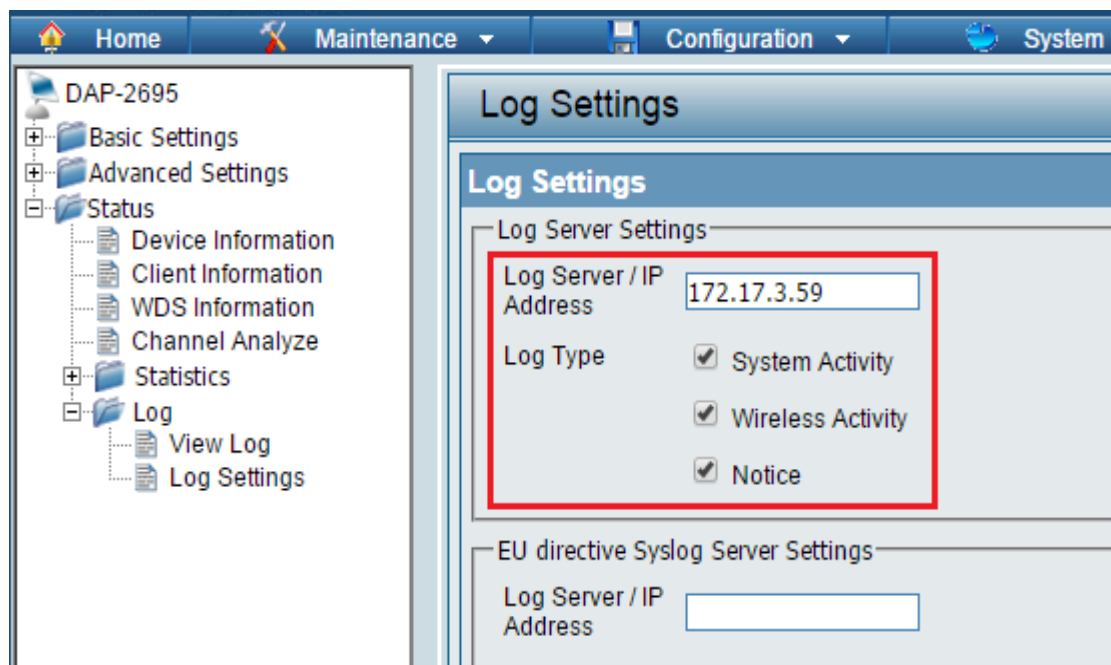 Home Maintenance Configuration System
DAP-2695
Basic Settings
Advanced Settings
Status
Device Information
Client Information
WDS Information
Channel Analyze
Statistics
Log
View Log
Log Settings
Log Settings
Log Settings
Log Server Settings
Log Server / IP
Address
172.17.3.59
Log Type
System Activity
Wireless Activity
Notice
EU directive Syslog Server Settings
Log Server / IP
Address